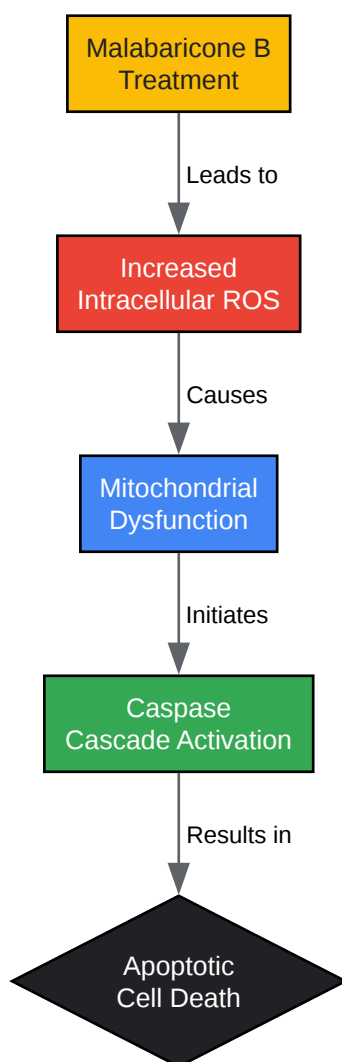 Malabaricone B
Treatment
Leads to
Increased
Intracellular ROS
Causes
Mitochondrial
Dysfunction
Initiates
Caspase
Cascade Activation
Results in
Apoptotic
Cell Death